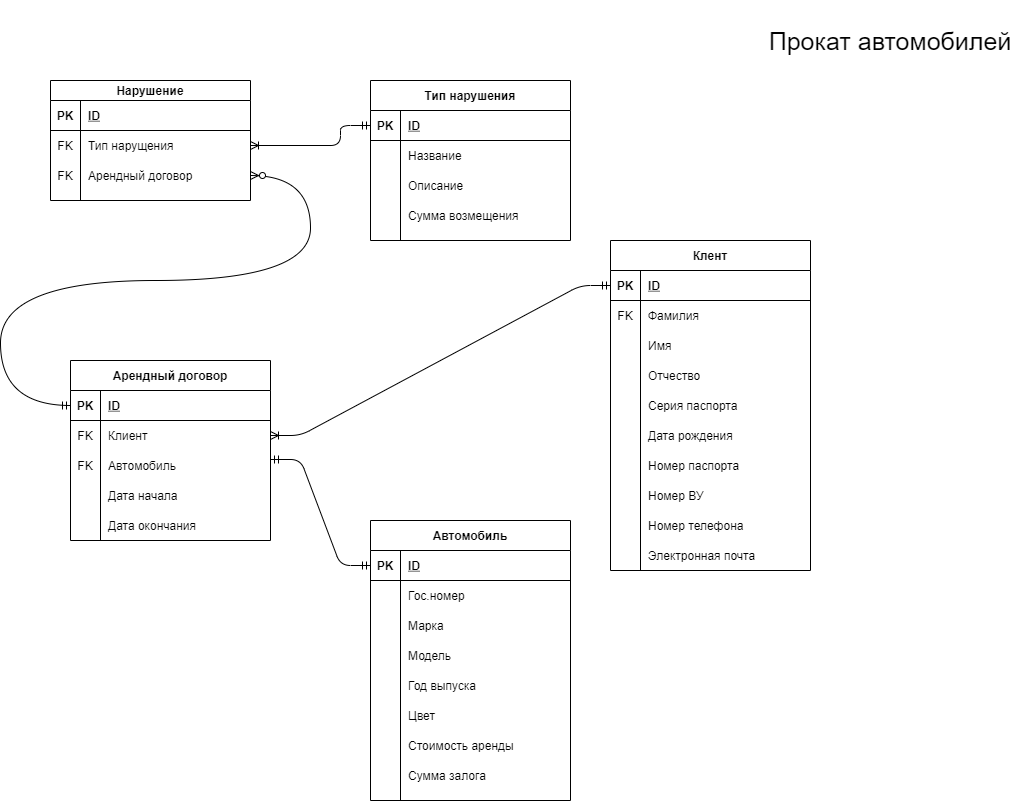 Прокат автомобилей
Нарушение
PK ID
FK Тип нарущения
FK Арендный договор
Тип нарушения
PK ID
Название
Описание
Сумма возмещения
Клент
PK ID
FK Фамилия
Имя
Отчество
Серия паспорта
Дата рождения
Номер паспорта
Номер ВУ
Номер телефона
Электронная почта
Арендный договор
PK ID
FK Клиент
FK Автомобиль
Дата начала
Дата окончания
Автомобиль
PK ID
Гос.номер
Марка
Модель
Год выпуска
Цвет
Стоимость аренды
Сумма залога